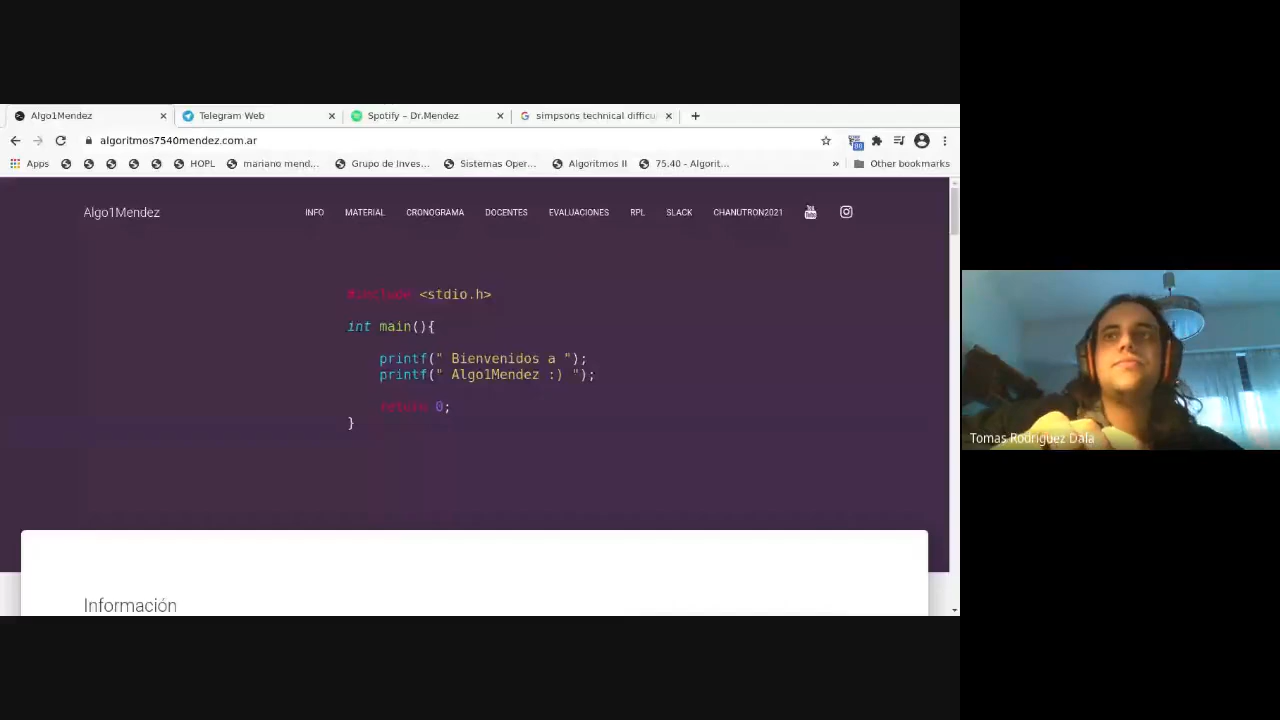 Algo1Mendez
Telegram Web
Spotify – Dr.Mendez
simpsons technical difficu
algoritmos7540mendez.com.ar
Apps HOPL mariano mend... Grupo de Inves... Sistemas Oper... Algoritmos II 75.40 - Algorit... » Other bookmarks
Algo1Mendez INFO MATERIAL CRONOGRAMA DOCENTES EVALUACIONES RPL SLACK CHANUTRON2021
#include <stdio.h>
int main(){
printf(" Bienvenidos a ");
printf(" Algo1Mendez :) ");
return 0;
}
Información
Tomas Rodriguez Dala